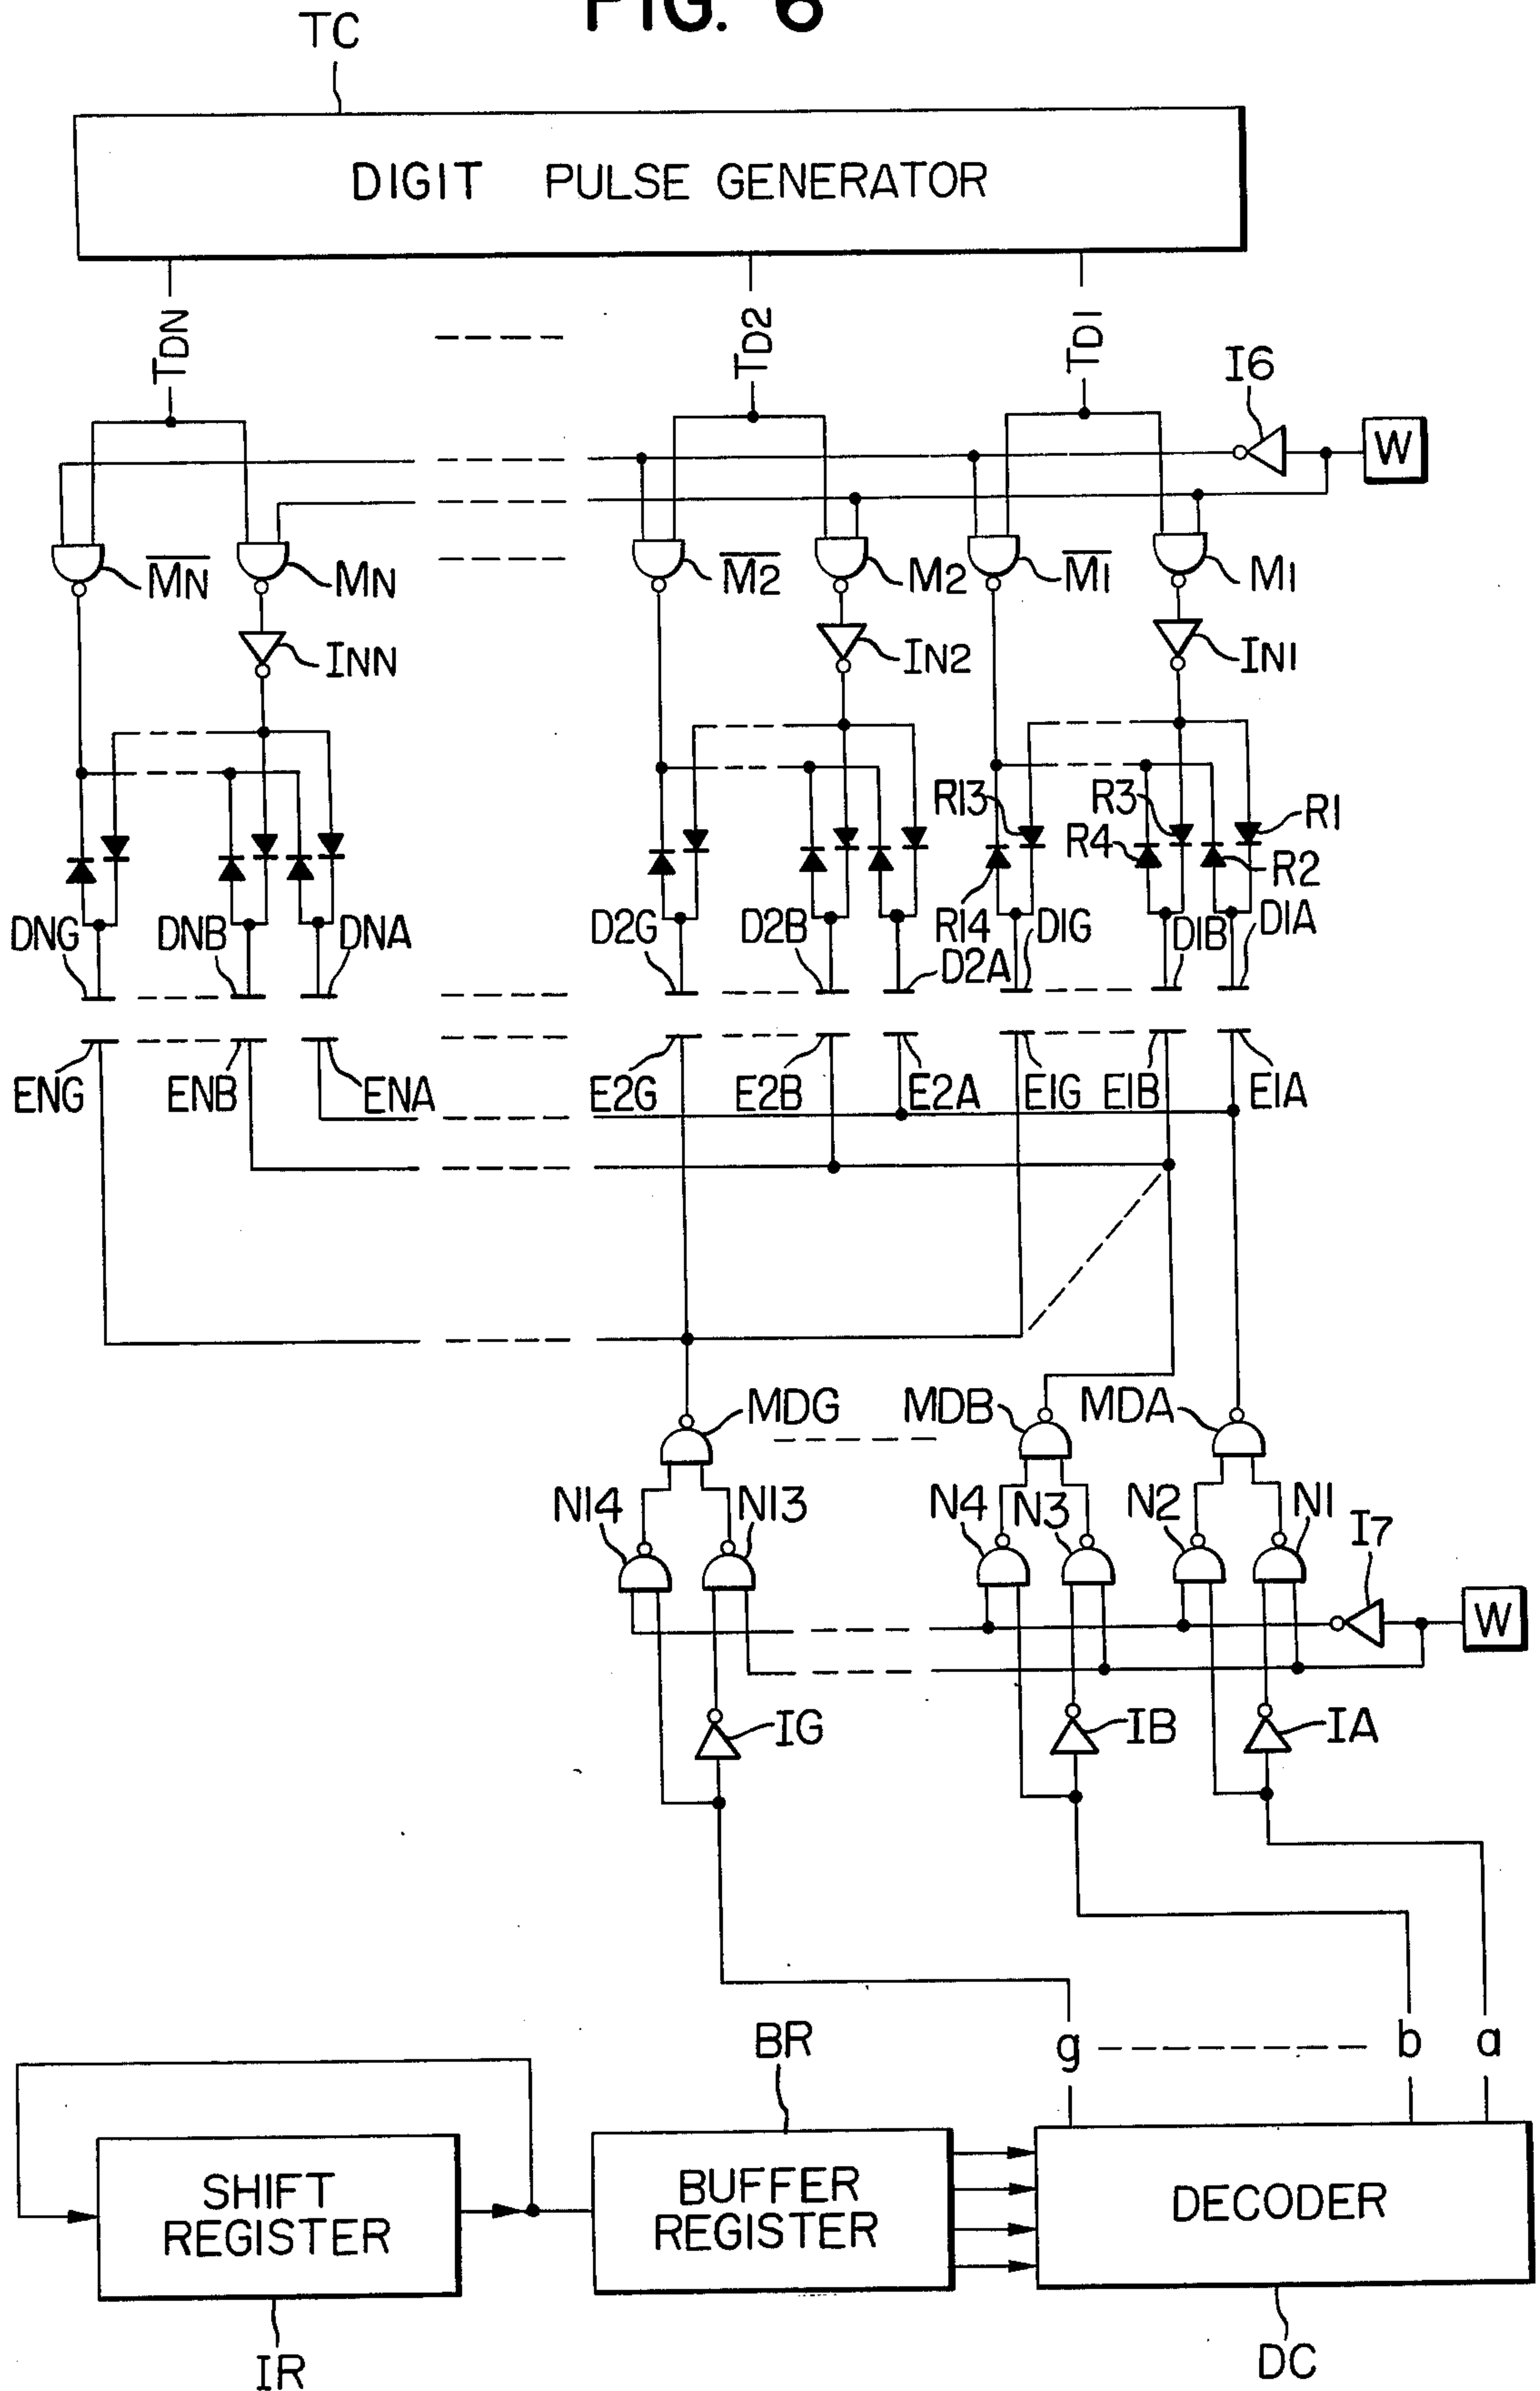 FIG. 6
TC
DIGIT PULSE GENERATOR
TDN
TD2
TD1
I6
W
M̅N̅
MN
M̅2̅
M2
M̅1̅
M1
INN
IN2
IN1
R13
R3
R1
R4
R2
DNG
DNB
DNA
D2G
D2B
D2A
R14
D1G
D1B
D1A
ENG
ENB
ENA
E2G
E2B
E2A
E1G
E1B
E1A
MDG
MDB
MDA
N14
N13
N4
N3
N2
N1
I7
W
IG
IB
IA
BR
g
b
a
SHIFT
REGISTER
BUFFER
REGISTER
DECODER
IR
DC